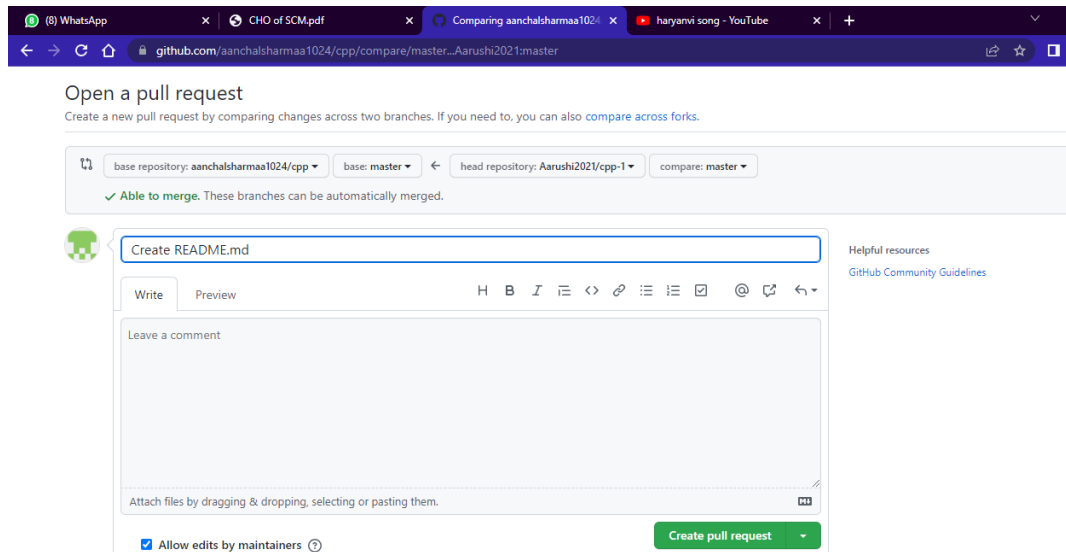 (8) WhatsApp
CHO of SCM.pdf
Comparing aanchalsharmaa1024
haryanvi song - YouTube
github.com/aanchalsharmaa1024/cpp/compare/master...Aarushi2021:master
Open a pull request
Create a new pull request by comparing changes across two branches. If you need to, you can also compare across forks.
base repository: aanchalsharmaa1024/cpp base: master head repository: Aarushi2021/cpp-1 compare: master
Able to merge. These branches can be automatically merged.
Create README.md
Helpful resources
GitHub Community Guidelines
Write Preview H B I @
Leave a comment
Attach files by dragging & dropping, selecting or pasting them.
Allow edits by maintainers ?
Create pull request